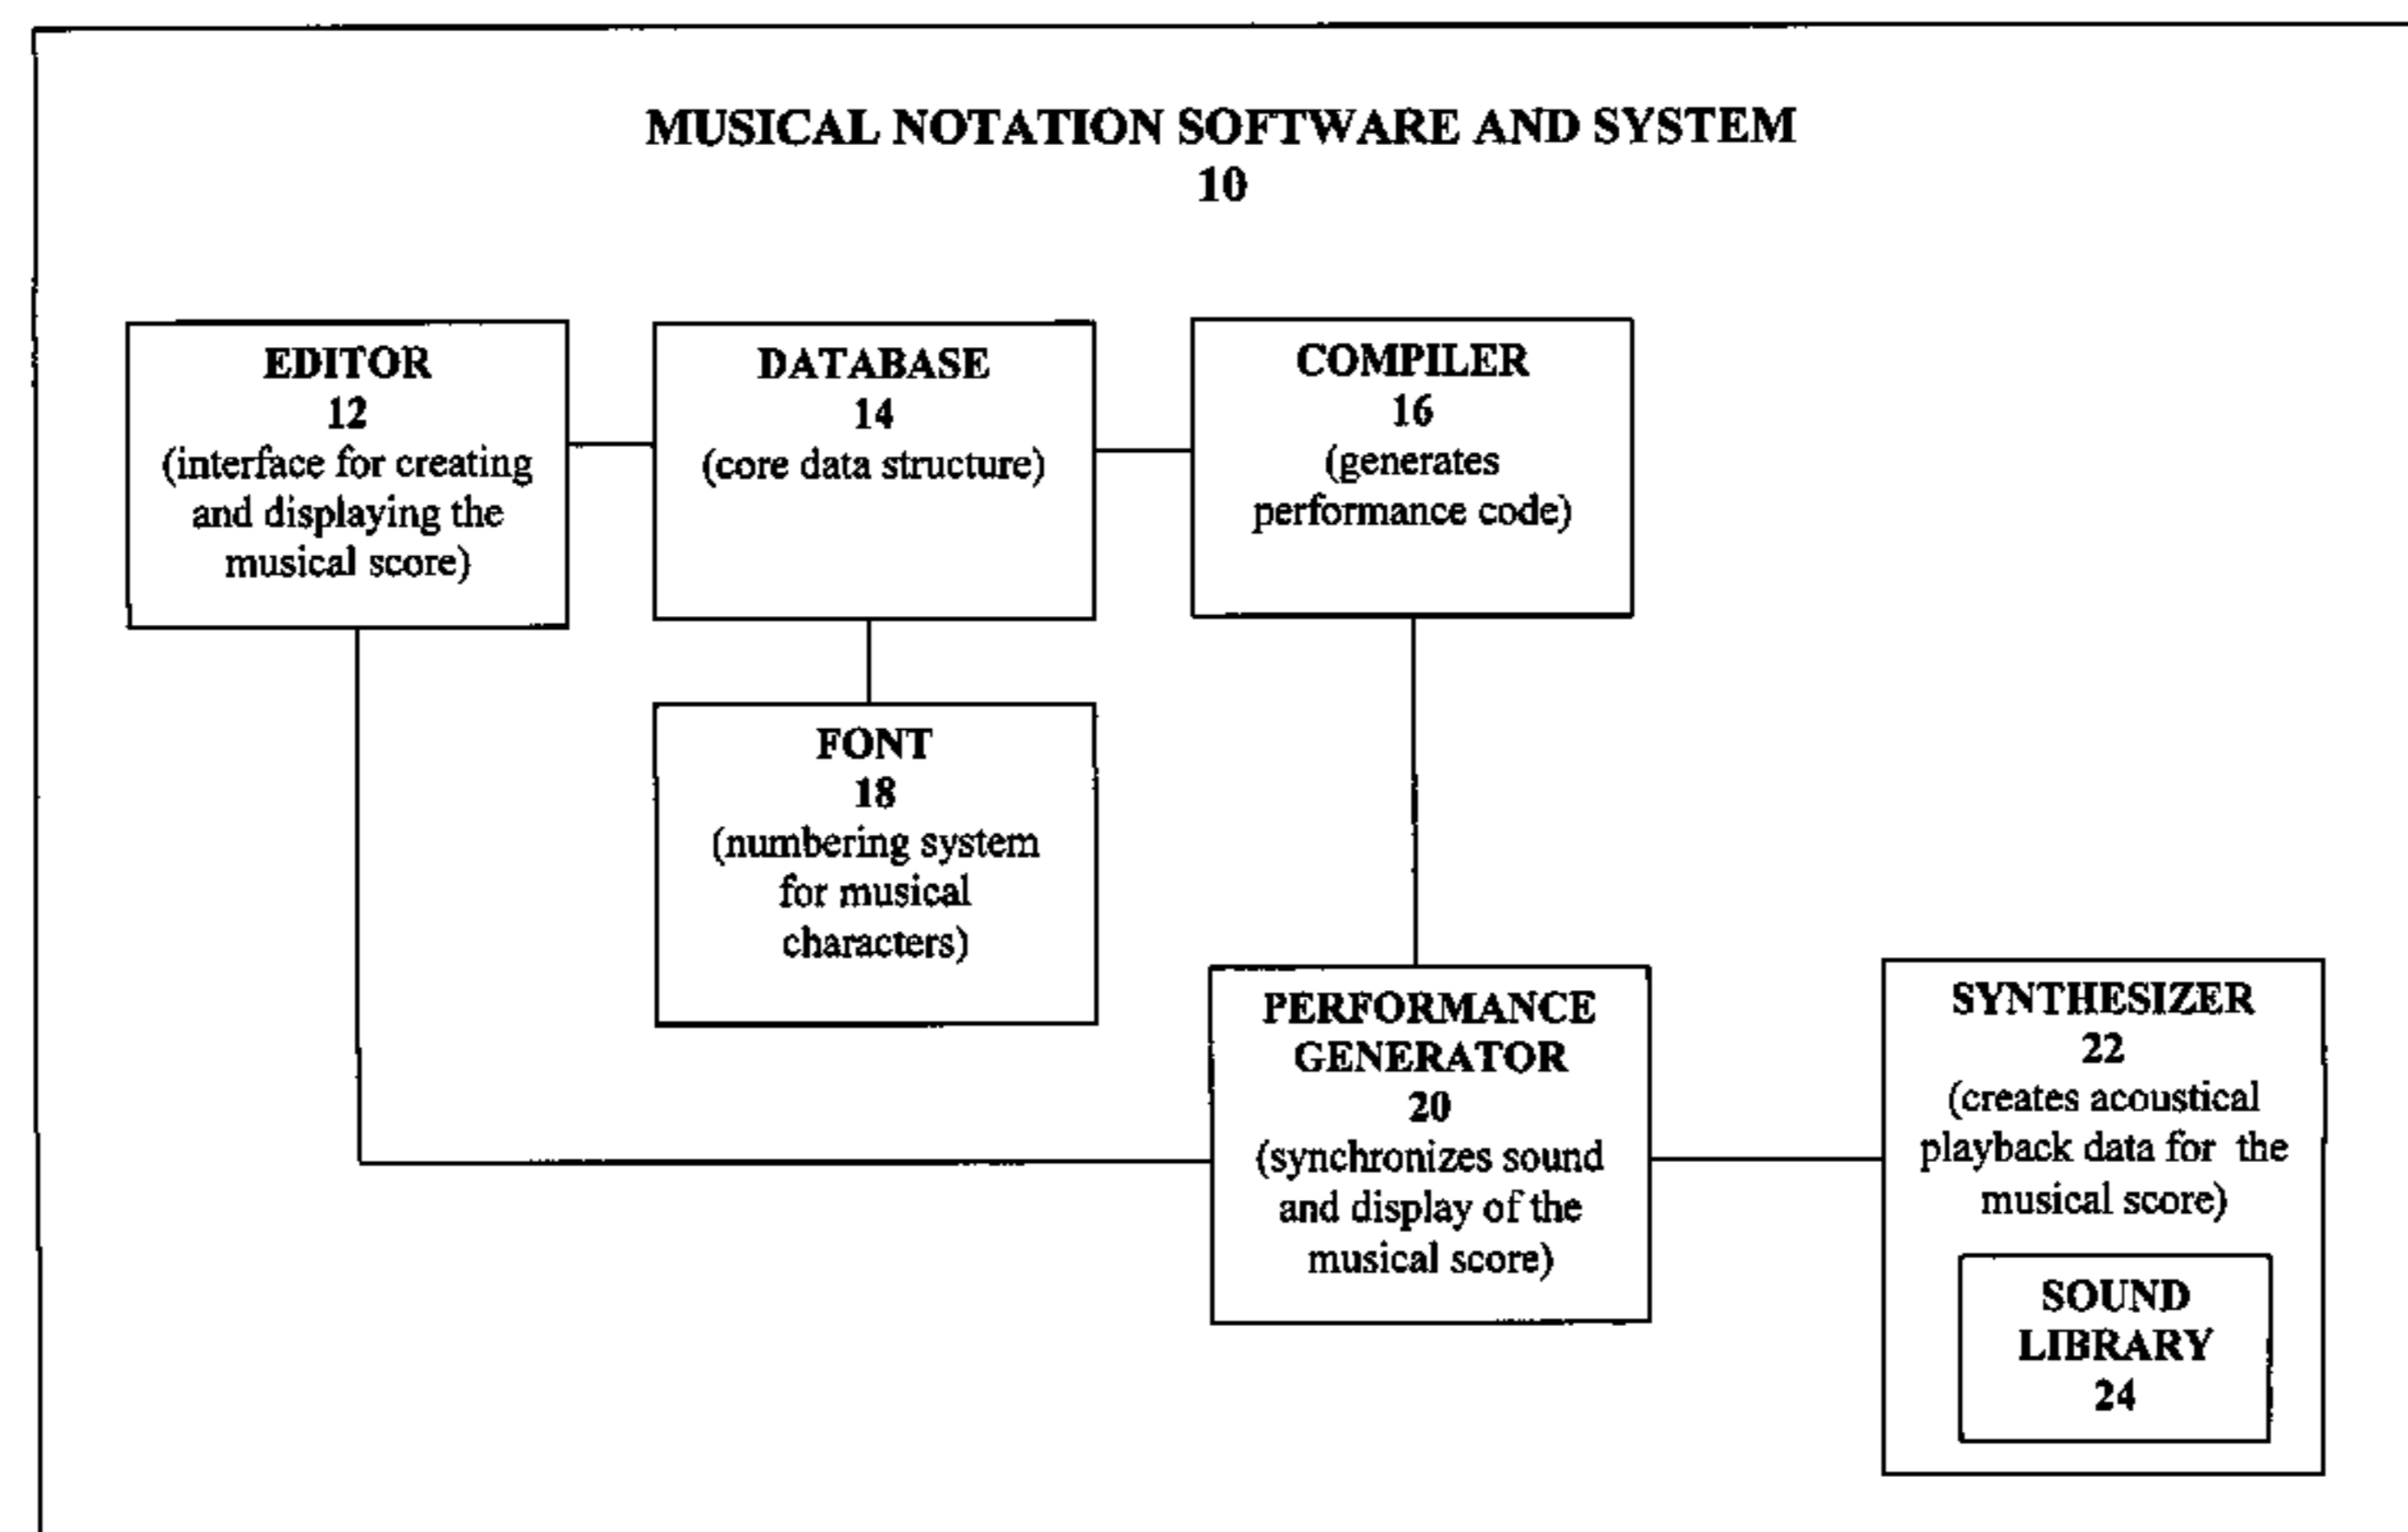 MUSICAL NOTATION SOFTWARE AND SYSTEM
10
EDITOR
12
(interface for creating
and displaying the
musical score)
DATABASE
14
(core data structure)
COMPILER
16
(generates
performance code)
FONT
18
(numbering system
for musical
characters)
PERFORMANCE
GENERATOR
20
(synchronizes sound
and display of the
musical score)
SYNTHESIZER
22
(creates acoustical
playback data for the
musical score)
SOUND
LIBRARY
24